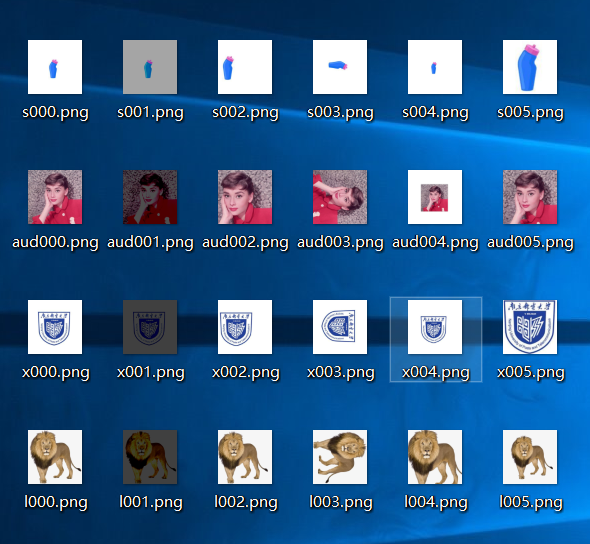 s000.png s001.png s002.png s003.png s004.png s005.png
aud000.png aud001.png aud002.png aud003.png aud004.png aud005.png
x000.png x001.png x002.png x003.png x004.png x005.png
l000.png l001.png l002.png l003.png l004.png l005.png